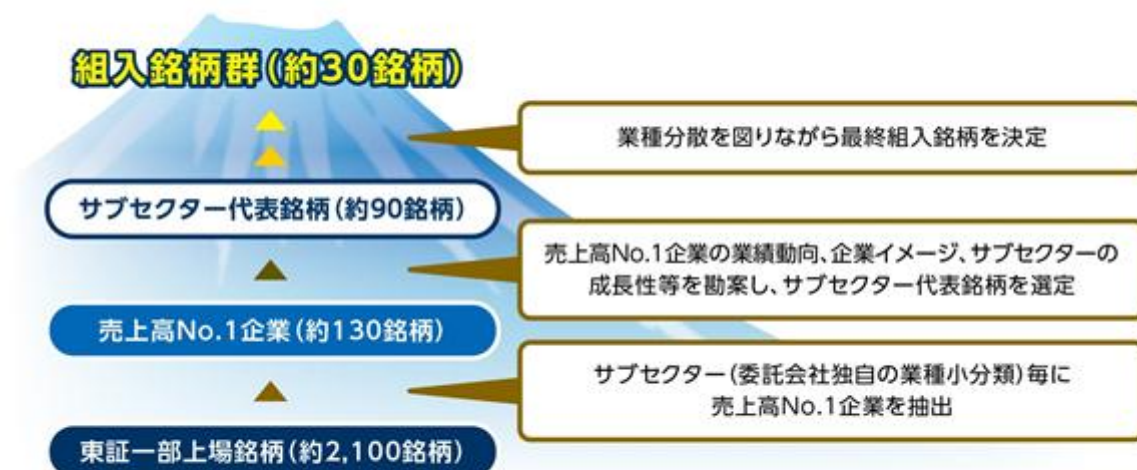 組入銘柄群(約30銘柄)
業種分散を図りながら最終組入銘柄を決定
サブセクター代表銘柄(約90銘柄)
売上高No.1企業の業績動向、企業イメージ、サブセクターの
成長性等を勘案し、サブセクター代表銘柄を選定
売上高No.1企業(約130銘柄)
サブセクター(委託会社独自の業種小分類)毎に
売上高No.1企業を抽出
東証一部上場銘柄(約2,100銘柄)